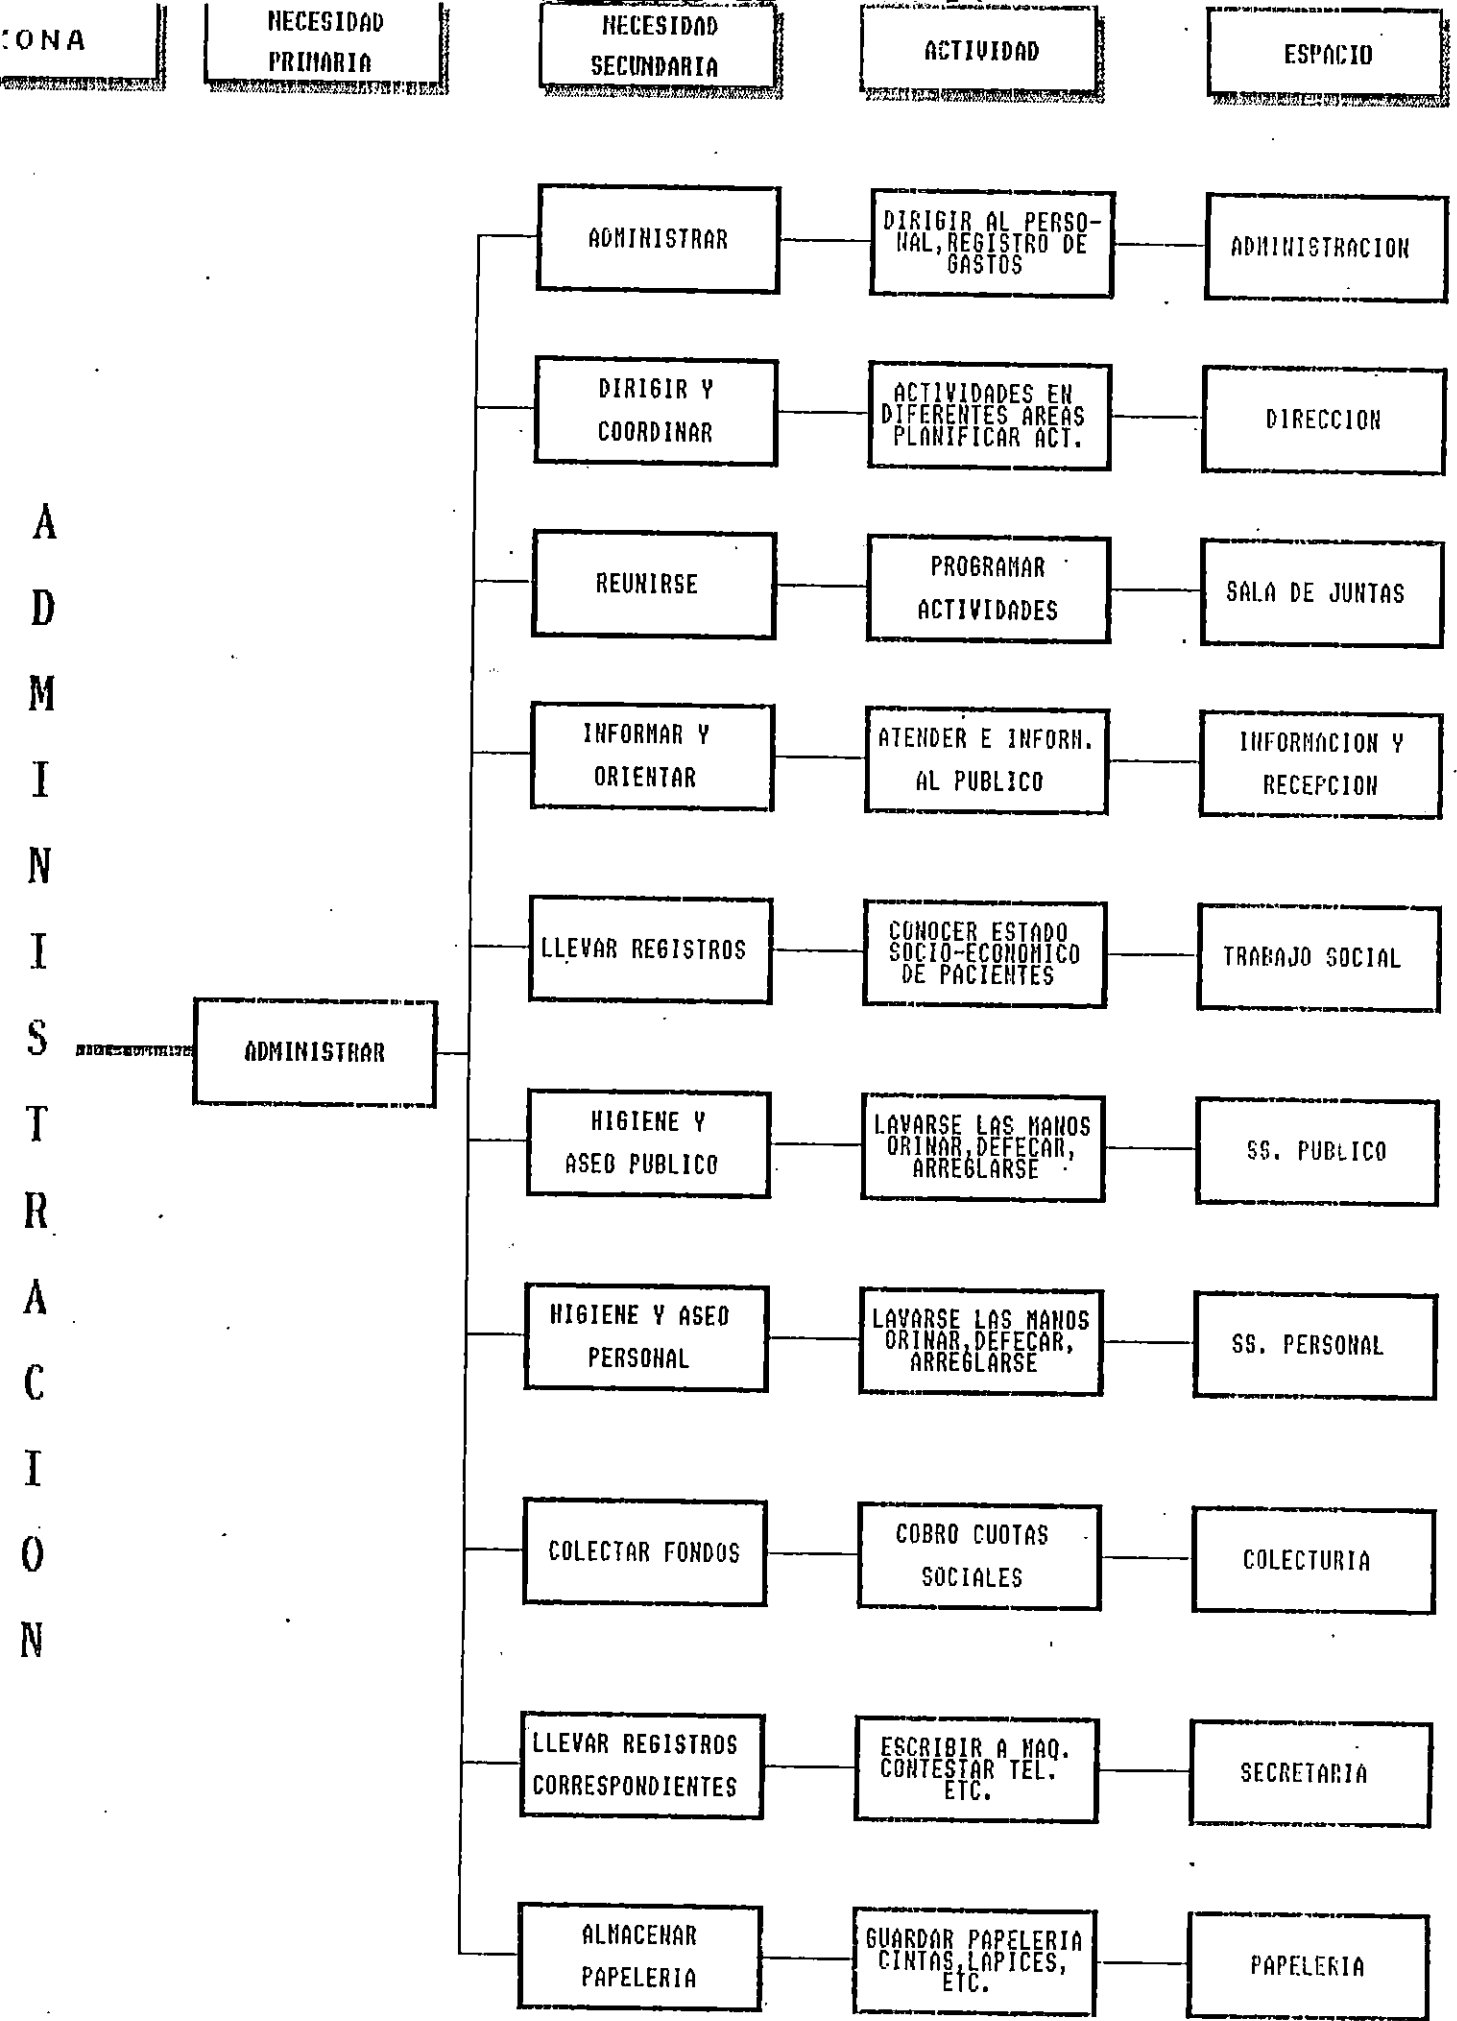 ZONA
NECESIDAD
PRIMARIA
NECESIDAD
SECUNDARIA
ACTIVIDAD
ESPACIO
ADMINISTRACION
ADMINISTRAR
ADMINISTRAR
DIRIGIR AL PERSO-
NAL,REGISTRO DE
GASTOS
ADMINISTRACION
DIRIGIR Y
COORDINAR
ACTIVIDADES EN
DIFERENTES AREAS
PLANIFICAR ACT.
DIRECCION
REUNIRSE
PROGRAMAR
ACTIVIDADES
SALA DE JUNTAS
INFORMAR Y
ORIENTAR
ATENDER E INFORM.
AL PUBLICO
INFORMACION Y
RECEPCION
LLEVAR REGISTROS
CONOCER ESTADO
SOCIO-ECONOMICO
DE PACIENTES
TRABAJO SOCIAL
HIGIENE Y
ASEO PUBLICO
LAVARSE LAS MANOS
ORINAR,DEFECAR,
ARREGLARSE
SS. PUBLICO
HIGIENE Y ASEO
PERSONAL
LAVARSE LAS MANOS
ORINAR,DEFECAR,
ARREGLARSE
SS. PERSONAL
COLECTAR FONDOS
COBRO CUOTAS
SOCIALES
COLECTURIA
LLEVAR REGISTROS
CORRESPONDIENTES
ESCRIBIR A MAQ.
CONTESTAR TEL.
ETC.
SECRETARIA
ALMACENAR
PAPELERIA
GUARDAR PAPELERIA
CINTAS,LAPICES,
ETC.
PAPELERIA